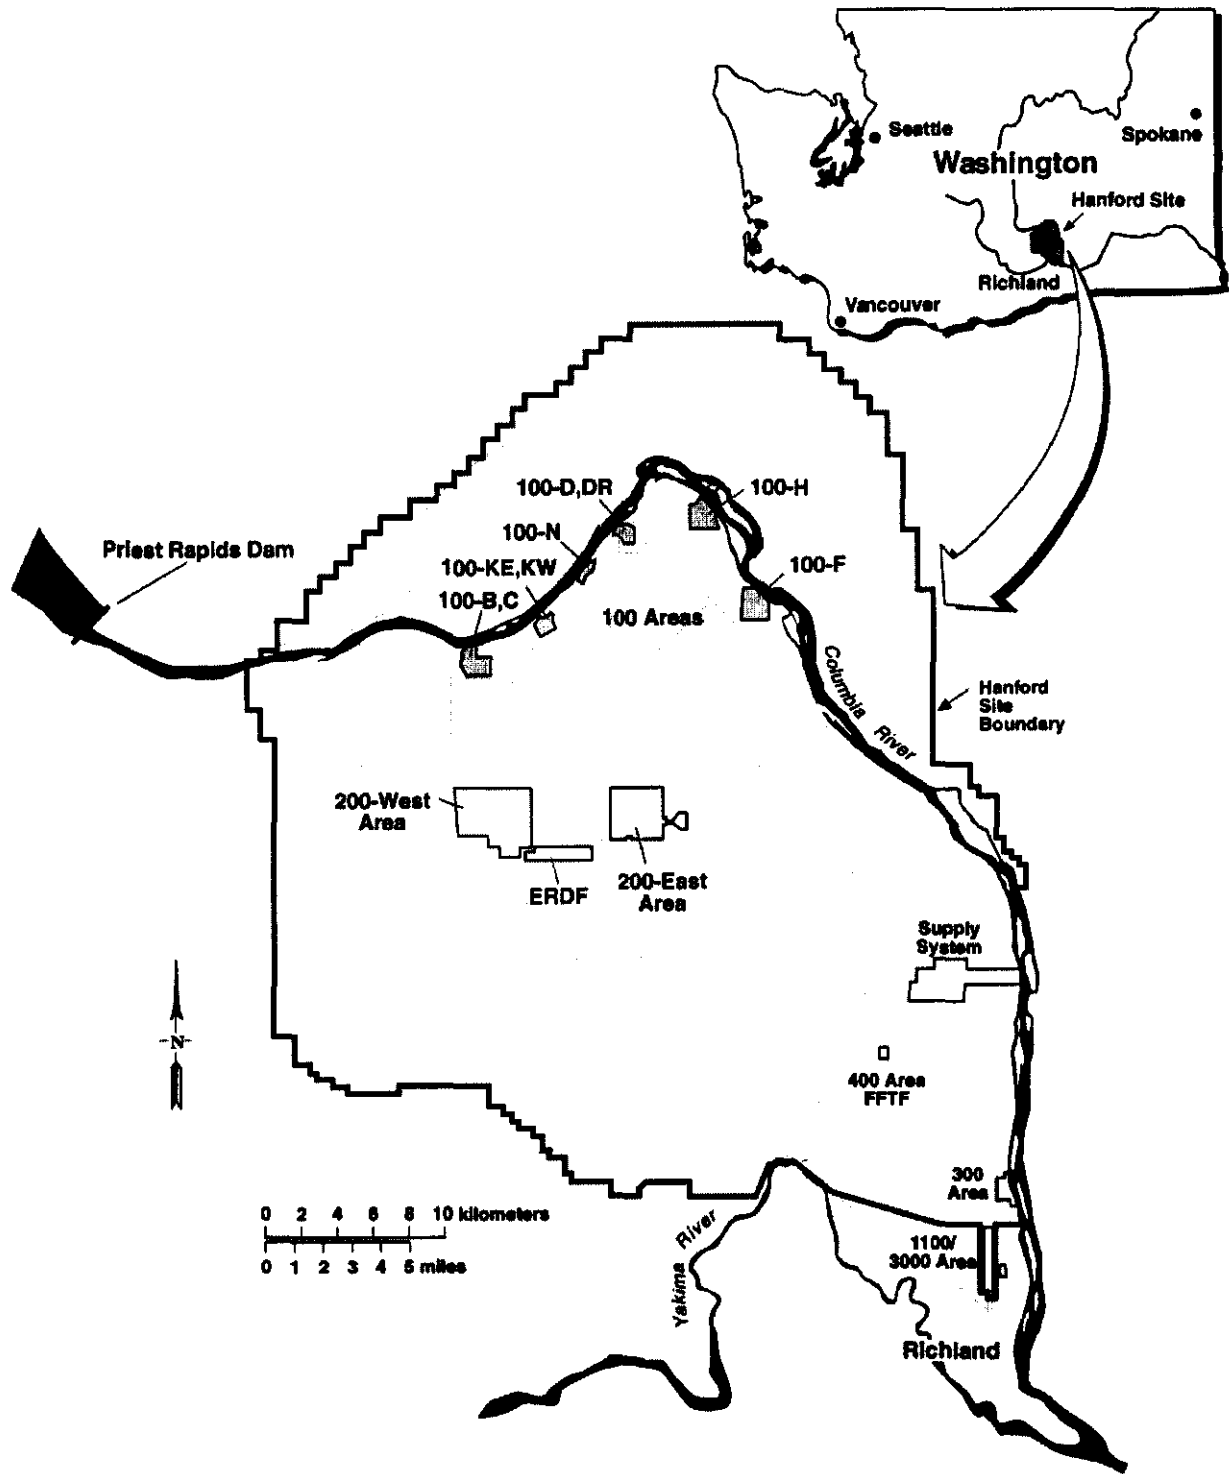 Seattle
Spokane
Washington
Hanford Site
Richland
Vancouver
100-D,DR
100-H
100-N
Priest Rapids Dam
100-KE,KW
100-F
100-B,C
100 Areas
Columbia River
Hanford
Site
Boundary
200-West
Area
ERDF
200-East
Area
Supply
System
N
400 Area
FFTF
300
Area
0 2 4 6 8 10 kilometers
0 1 2 3 4 5 miles
Yakima River
1100/
3000 Area
Richland